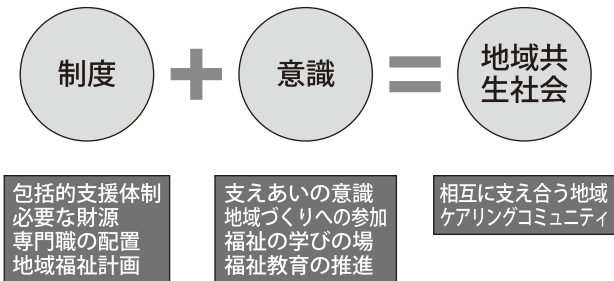 制度
+
意識
=
地域共
生社会
包括的支援体制
必要な財源
専門職の配置
地域福祉計画
支えあいの意識
地域づくりへの参加
福祉の学びの場
福祉教育の推進
相互に支え合う地域
ケアリングコミュニティ